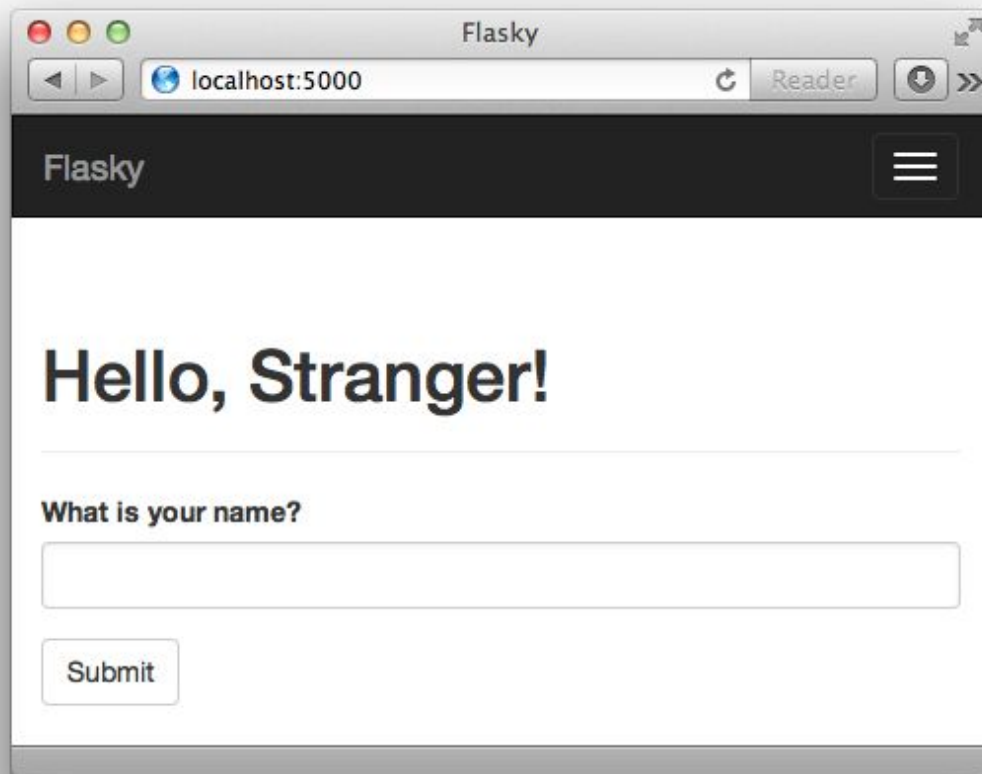 Flasky
localhost:5000
Reader
Flasky
Hello, Stranger!
What is your name?
Submit